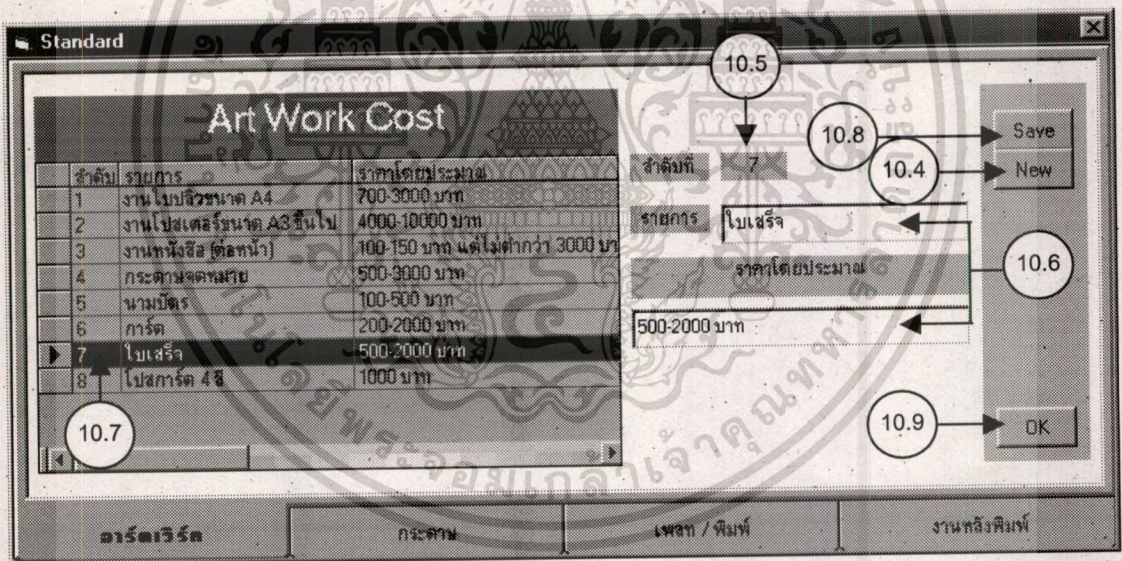 Standard
10.5
Art Work Cost
10.8
Save
ลำดับที่ 7
10.4
New
ลำดับ รายการ ราคาโดยประมาณ
1 งานใบปลิวขนาด A4 700-3000 บาท
2 งานโปสเตอร์ขนาด A3 ขึ้นไป 4000-10000 บาท
3 งานหนังสือ (ต่อหน้า) 100-150 บาท แต่ไม่ต่ำกว่า 3000 บา
4 กระดาษจดหมาย 500-3000 บาท
5 นามบัตร 100-500 บาท
6 การ์ด 200-2000 บาท
7 ใบเสร็จ 500-2000 บาท
8 โปสการ์ด 4 สี 1000 บาท
รายการ ใบเสร็จ
10.6
ราคาโดยประมาณ
500-2000 บาท
10.7
10.9
OK
อาร์ตเวิร์ค กระดาษ เพลท / พิมพ์ งานหลังพิมพ์